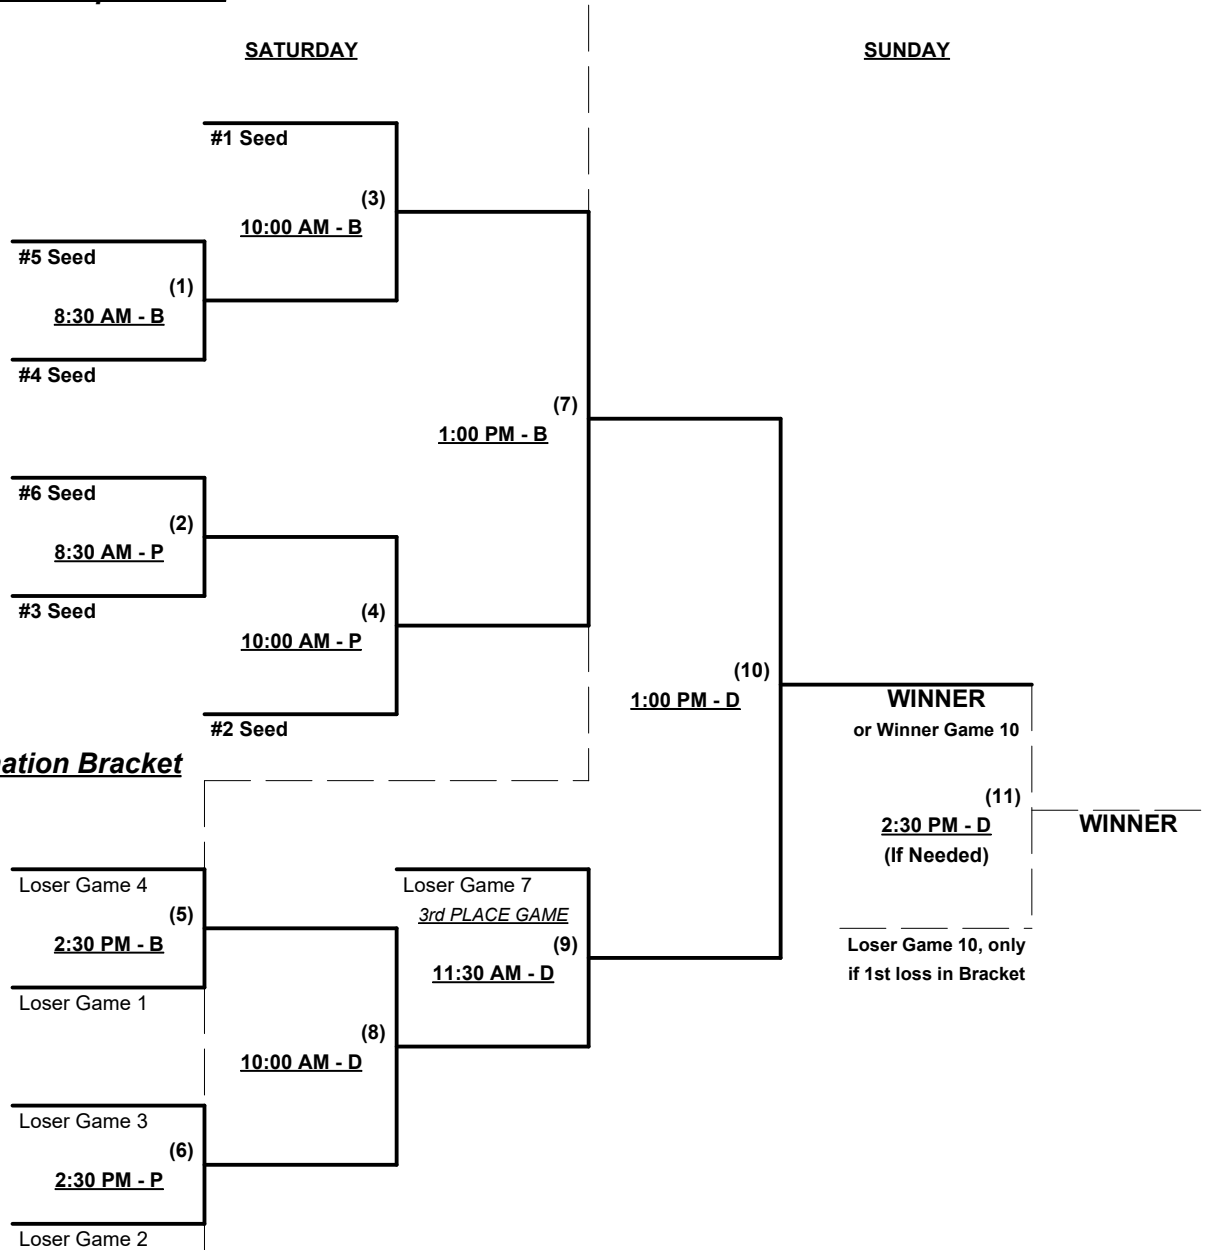 SATURDAY
SUNDAY
#1 Seed
(3)
10:00 AM - B
#5 Seed
(1)
8:30 AM - B
#4 Seed
(7)
1:00 PM - B
#6 Seed
(2)
8:30 AM - P
#3 Seed
(4)
10:00 AM - P
#2 Seed
(10)
1:00 PM - D
WINNER
or Winner Game 10
Bracket
(11)
2:30 PM - D
(If Needed)
WINNER
Loser Game 4
(5)
2:30 PM - B
Loser Game 1
Loser Game 7
3rd PLACE GAME
(9)
11:30 AM - D
Loser Game 10, only
if 1st loss in Bracket
(8)
10:00 AM - D
Loser Game 3
(6)
2:30 PM - P
Loser Game 2